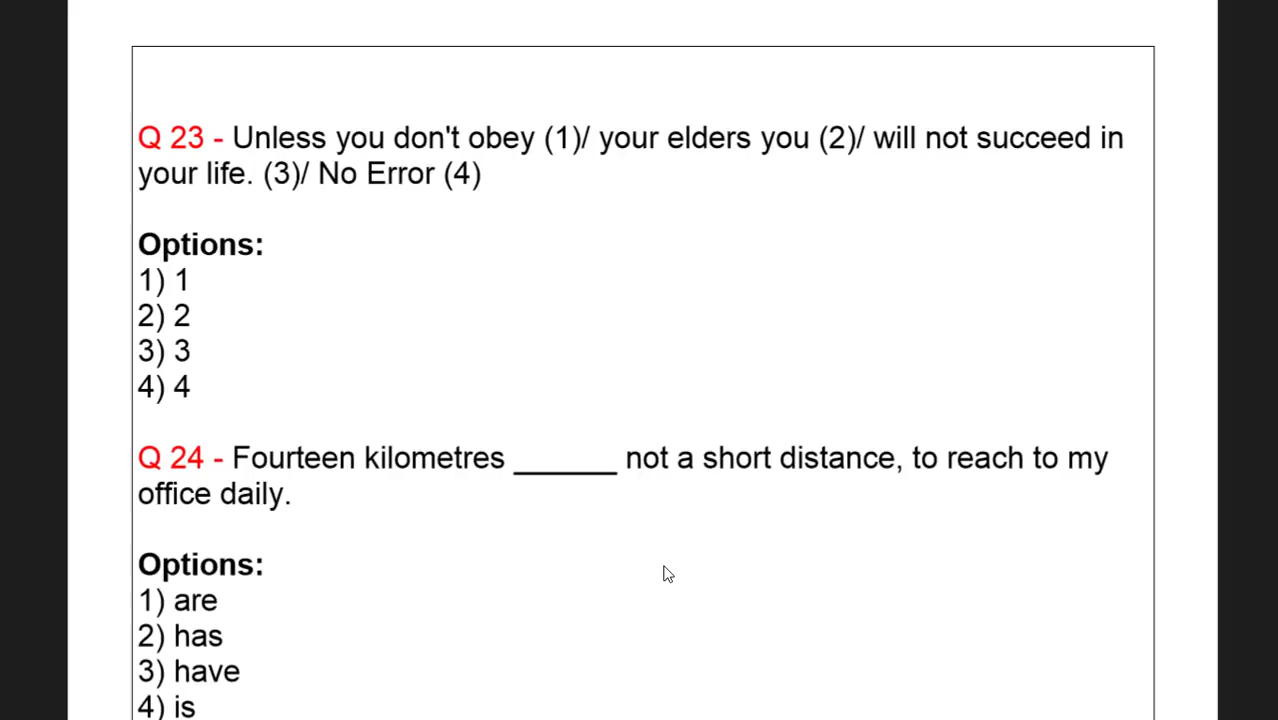 Q 23 - Unless you don't obey (1)/ your elders you (2)/ will not succeed in
your life. (3)/ No Error (4)
Options:
1) 1
2) 2
3) 3
4) 4
Q 24 - Fourteen kilometres ______ not a short distance, to reach to my
office daily.
Options:
1) are
2) has
3) have
4) is